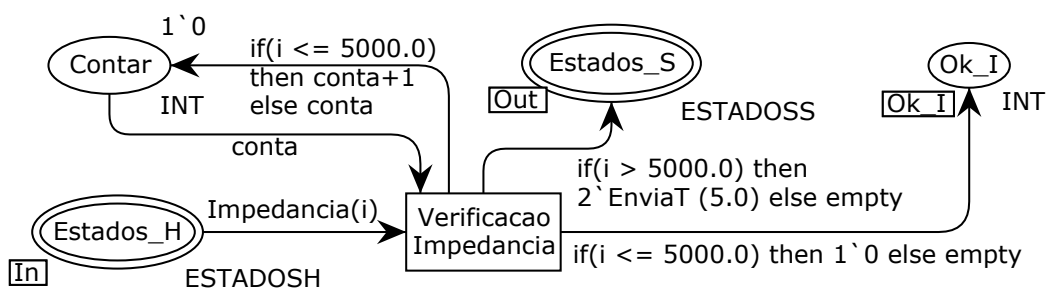 1`0
Contar
INT
if(i <= 5000.0)
then conta+1
else conta
conta
Estados_S
Out
ESTADOSS
Ok_I
Ok_I
INT
if(i > 5000.0) then
2`EnviaT (5.0) else empty
Estados_H
In
ESTADOSH
Impedancia(i)
Verificacao
Impedancia
if(i <= 5000.0) then 1`0 else empty